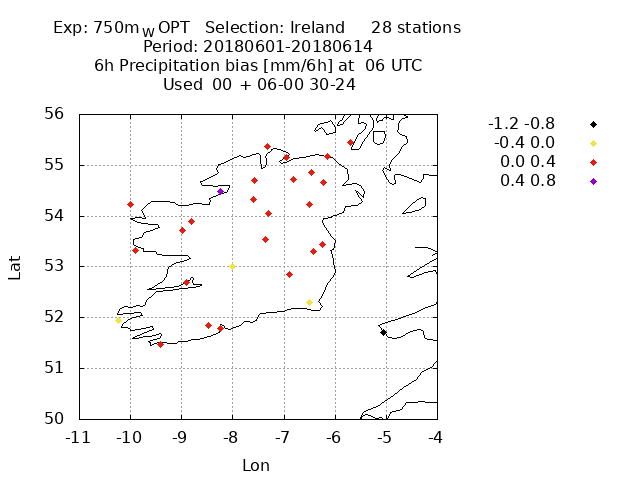 Exp: 750mWOPT Selection: Ireland 28 stations
Period: 20180601-20180614
6h Precipitation bias [mm/6h] at 06 UTC
Used 00 + 06-00 30-24
-1.2 -0.8
-0.4 0.0
0.0 0.4
0.4 0.8
56
55
54
53
52
51
50
Lat
-11 -10 -9 -8 -7 -6 -5 -4
Lon